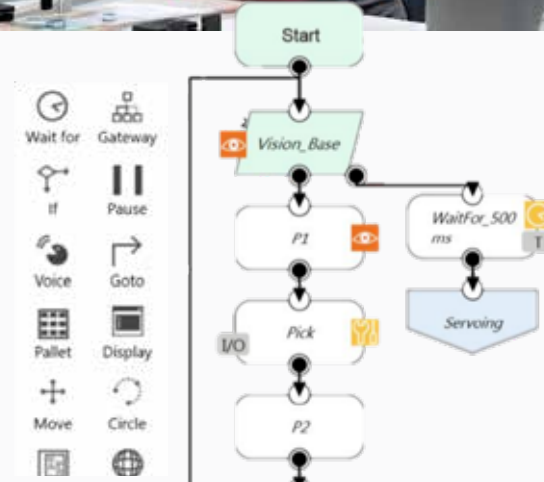 Start
Wait for
Gateway
Vision_Base
If
Pause
P1
WaitFor_500
ms
T
Voice
Goto
Pallet
Display
I/O
Pick
Servoing
Move
Circle
P2